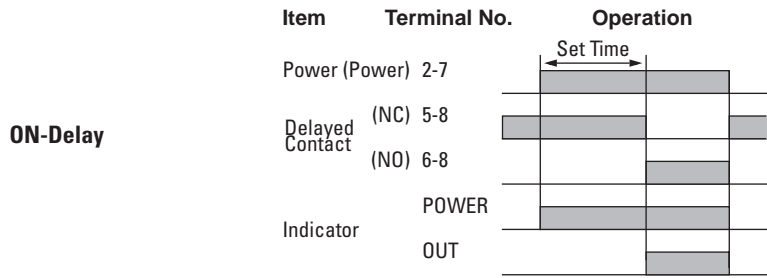 Item Terminal No. Operation
Set Time
Power (Power) 2-7
ON-Delay
Delayed Contact
(NC) 5-8
(NO) 6-8
Indicator
POWER
OUT